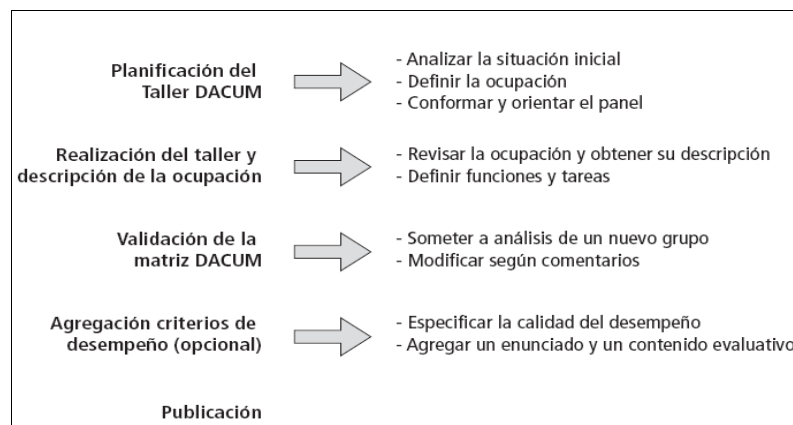 Planificación del
Taller DACUM
- Analizar la situación inicial
- Definir la ocupación
- Conformar y orientar el panel
Realización del taller y
descripción de la ocupación
- Revisar la ocupación y obtener su descripción
- Definir funciones y tareas
Validación de la
matriz DACUM
- Someter a análisis de un nuevo grupo
- Modificar según comentarios
Agregación criterios de
desempeño (opcional)
- Especificar la calidad del desempeño
- Agregar un enunciado y un contenido evaluativo
Publicación